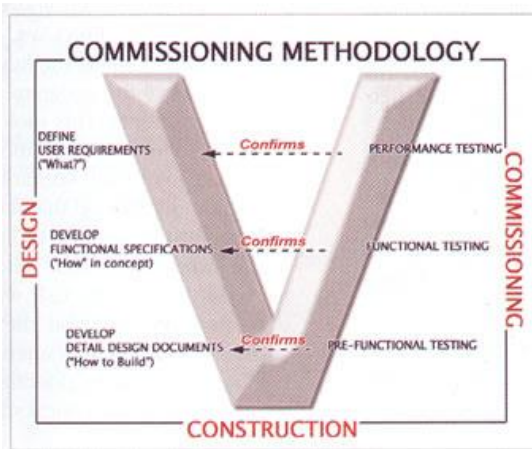 COMMISSIONING METHODOLOGY
DEFINE
USER REQUIREMENTS
("What?")
Confirms
PERFORMANCE TESTING
DESIGN
COMMISSIONING
DEVELOP
FUNCTIONAL SPECIFICATIONS
("How" in concept)
Confirms
FUNCTIONAL TESTING
DEVELOP
DETAIL DESIGN DOCUMENTS
("How to Build")
Confirms
PRE-FUNCTIONAL TESTING
CONSTRUCTION